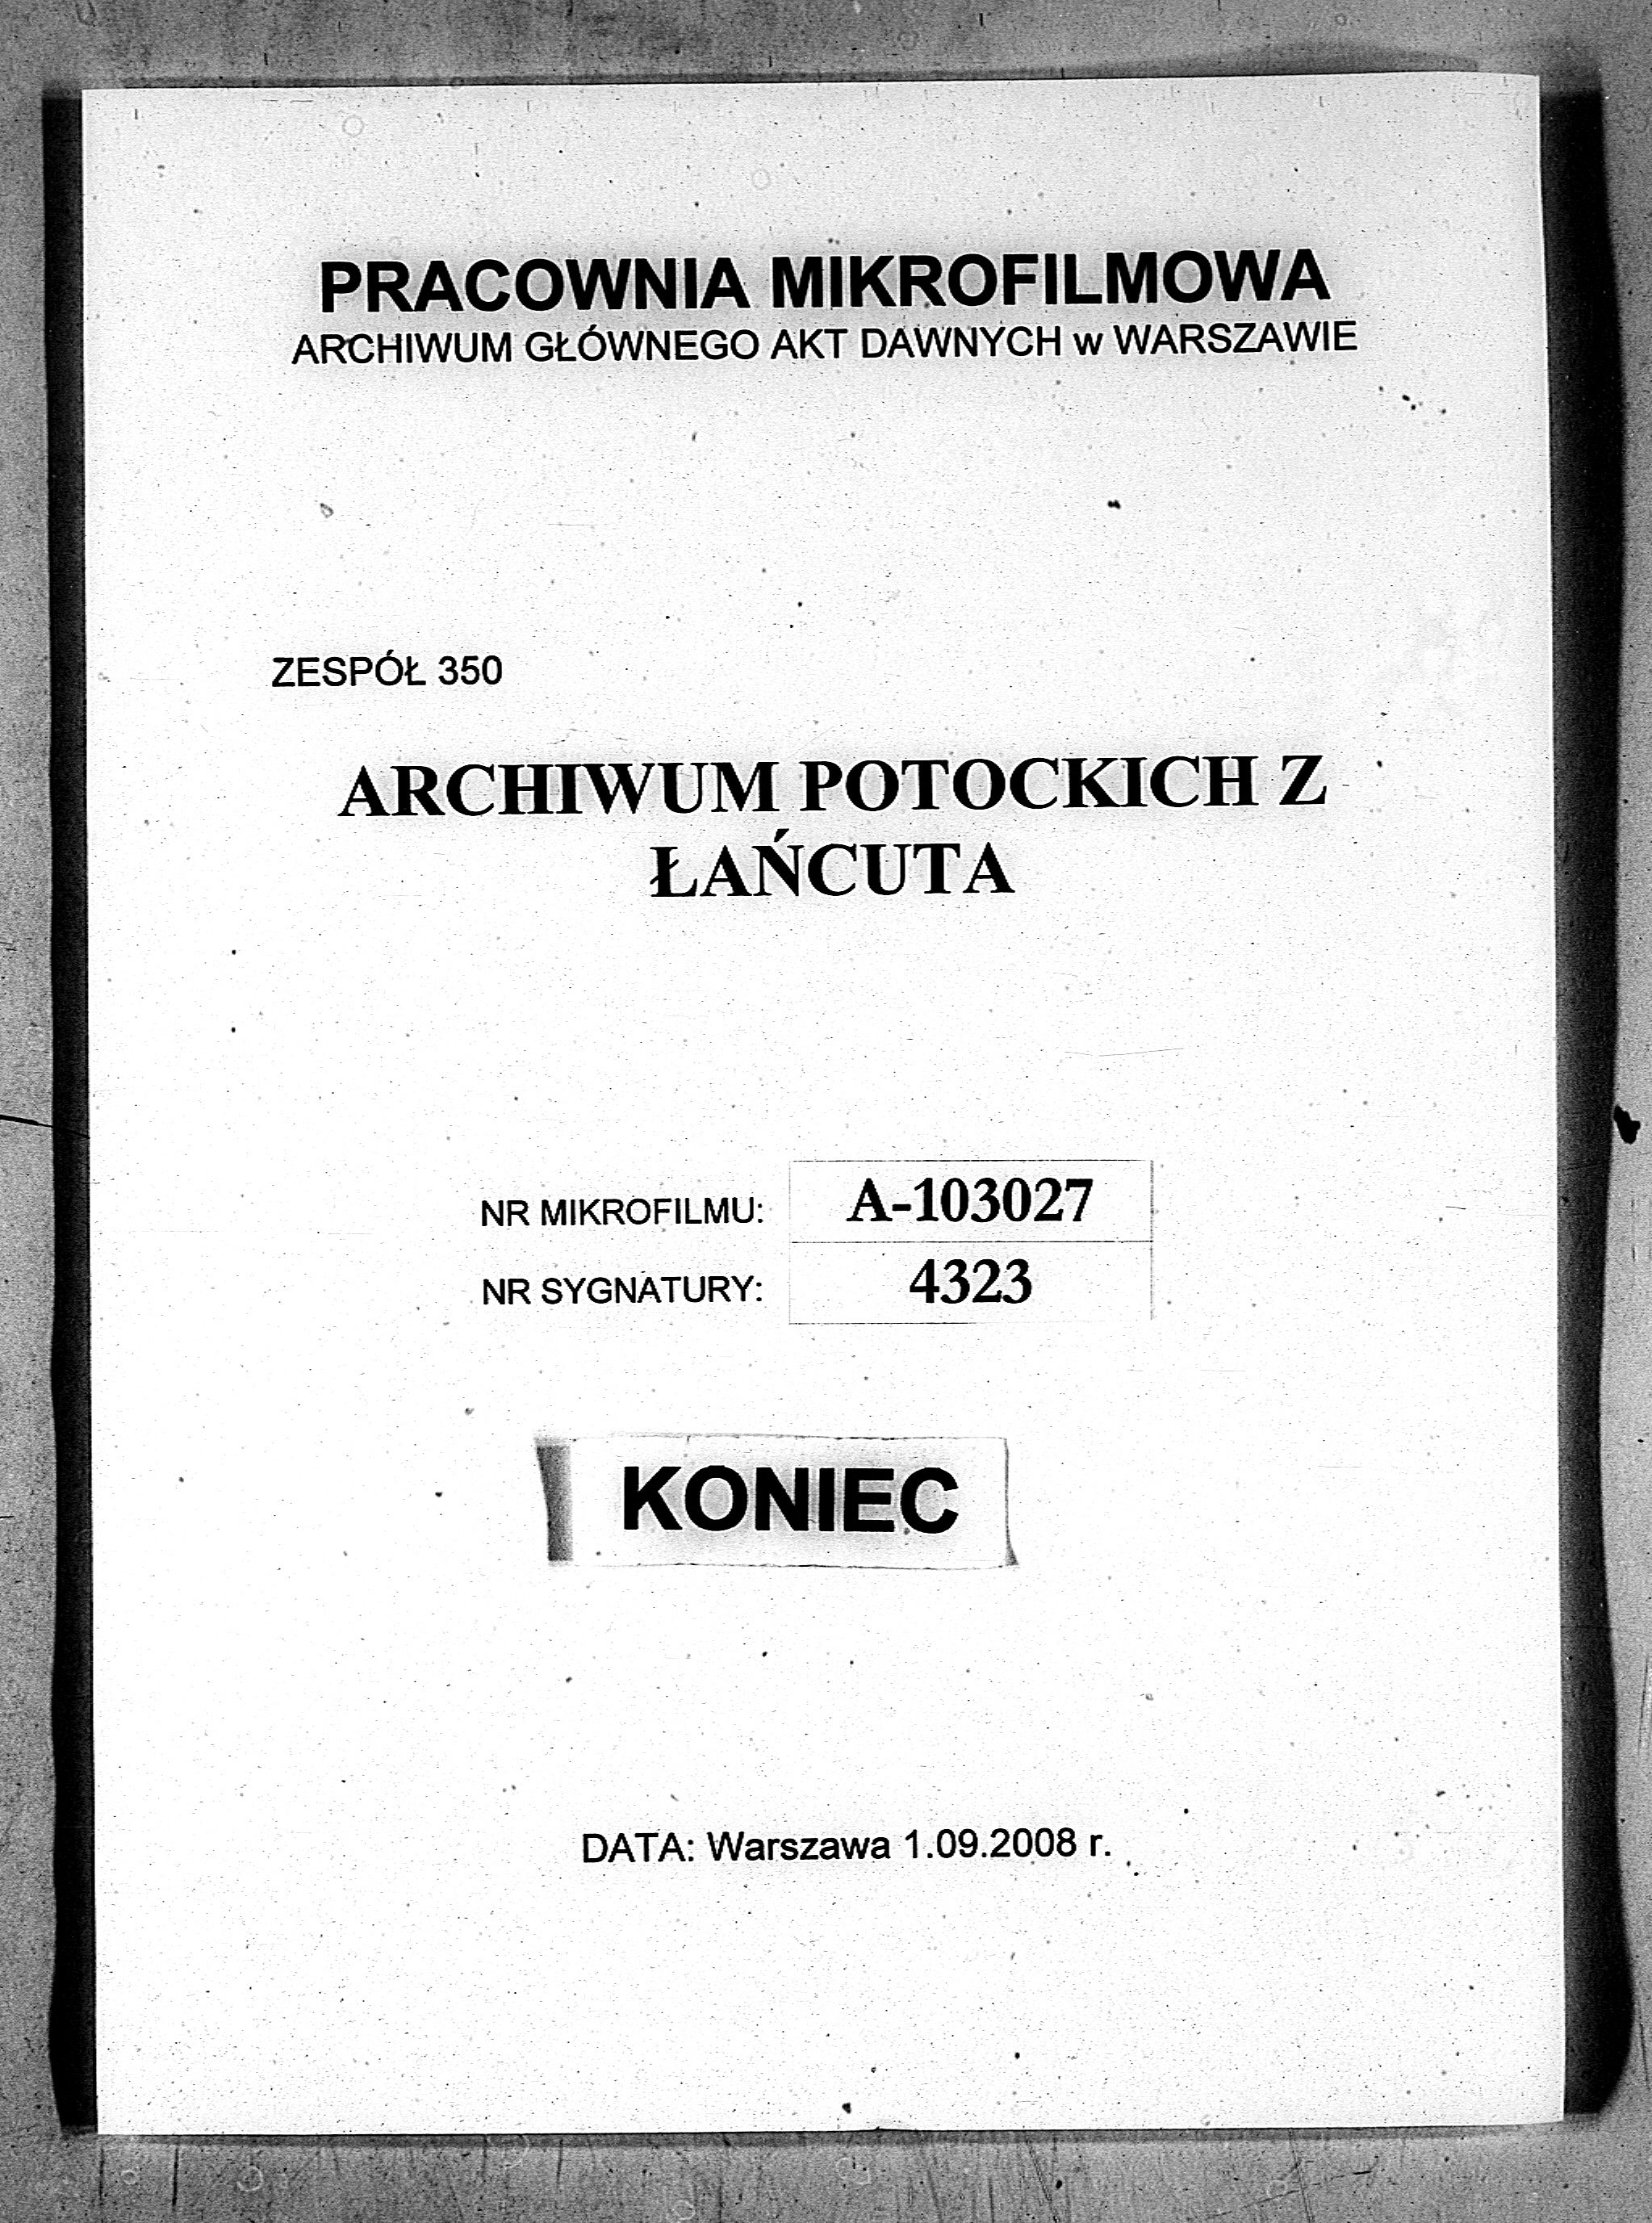 PRACOWNIA MIKROFILMOWA
ARCHIWUM GŁÓWNEGO AKT DAWNYCH w WARSZAWIE
ZESPÓŁ 350
ARCHIWUM POTOCKICH Z
ŁAŃCUTA
NR MIKROFILMU: A-103027
NR SYGNATURY: 4323
KONIEC
DATA: Warszawa 1.09.2008 r.